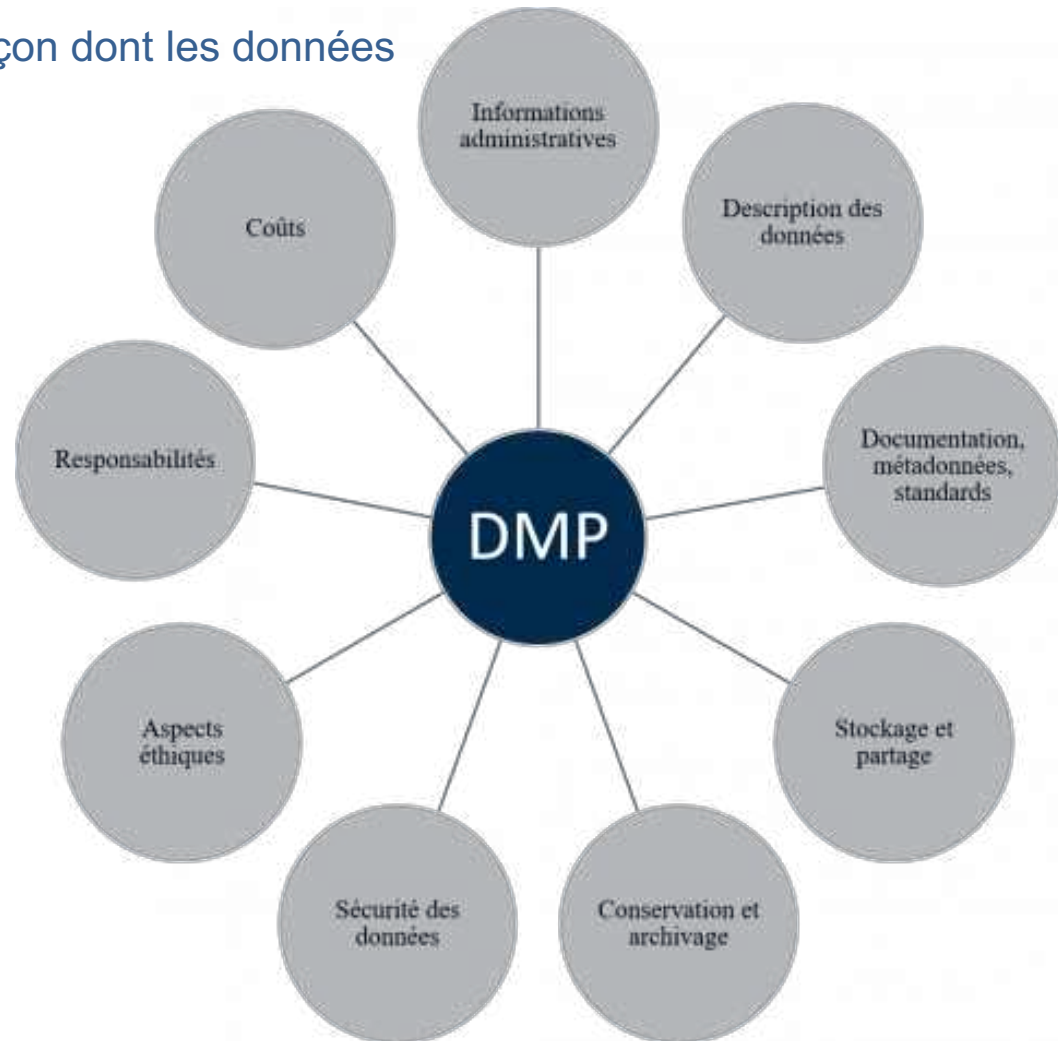 çon dont les données
Informations
administratives
Description des
données
Documentation,
métadonnées,
standards
Stockage et
partage
Conservation et
archivage
Sécurité des
données
Aspects
éthiques
Responsabilités
Coûts
DMP